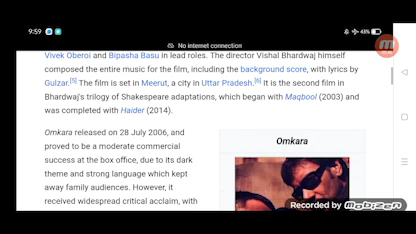 9:59
43%
No internet connection
Vivek Oberoi and Bipasha Basu in lead roles. The director Vishal Bhardwaj himself
composed the entire music for the film, including the background score, with lyrics by
Gulzar.[5] The film is set in Meerut, a city in Uttar Pradesh.[6] It is the second film in
Bhardwaj's trilogy of Shakespeare adaptations, which began with Maqbool (2003) and
was completed with Haider (2014).
Omkara released on 28 July 2006, and
proved to be a moderate commercial
success at the box office, due to its dark
theme and strong language which kept
away family audiences. However, it
received widespread critical acclaim, with
Omkara
Recorded by mobizen